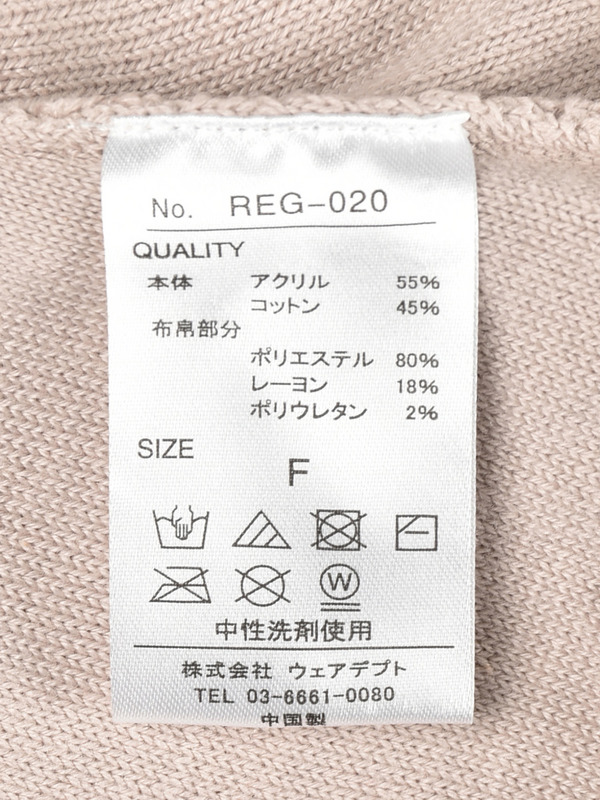 No. REG-020
QUALITY
本体 アクリル 55%
コットン 45%
布帛部分
ポリエステル 80%
レーヨン 18%
ポリウレタン 2%
SIZE
F
W
中性洗剤使用
株式会社 ウェアデプト
TEL 03-6661-0080
中国製